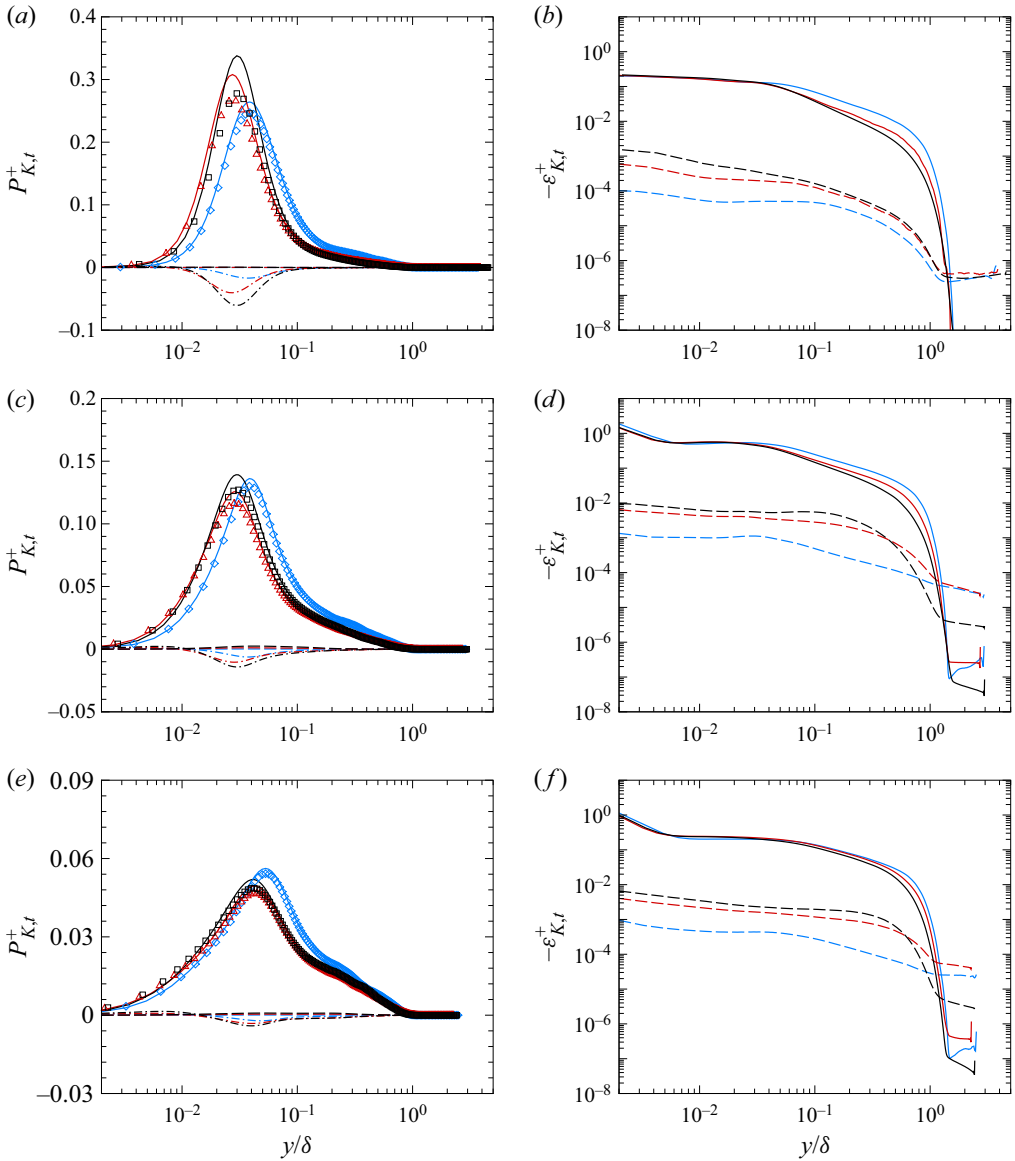 (a)
0.4
0.3
0.2
0.1
0
–0.1
P⁺K,t
10⁻² 10⁻¹ 10⁰
(b)
10⁰
10⁻²
10⁻⁴
10⁻⁶
10⁻⁸
–ε⁺K,t
10⁻² 10⁻¹ 10⁰
(c)
0.2
0.15
0.10
0.05
0
–0.05
P⁺K,t
10⁻² 10⁻¹ 10⁰
(d)
10⁰
10⁻²
10⁻⁴
10⁻⁶
10⁻⁸
–ε⁺K,t
10⁻² 10⁻¹ 10⁰
(e)
0.09
0.06
0.03
0
–0.03
P⁺K,t
10⁻² 10⁻¹ 10⁰
y/δ
(f)
10⁰
10⁻²
10⁻⁴
10⁻⁶
10⁻⁸
–ε⁺K,t
10⁻² 10⁻¹ 10⁰
y/δ